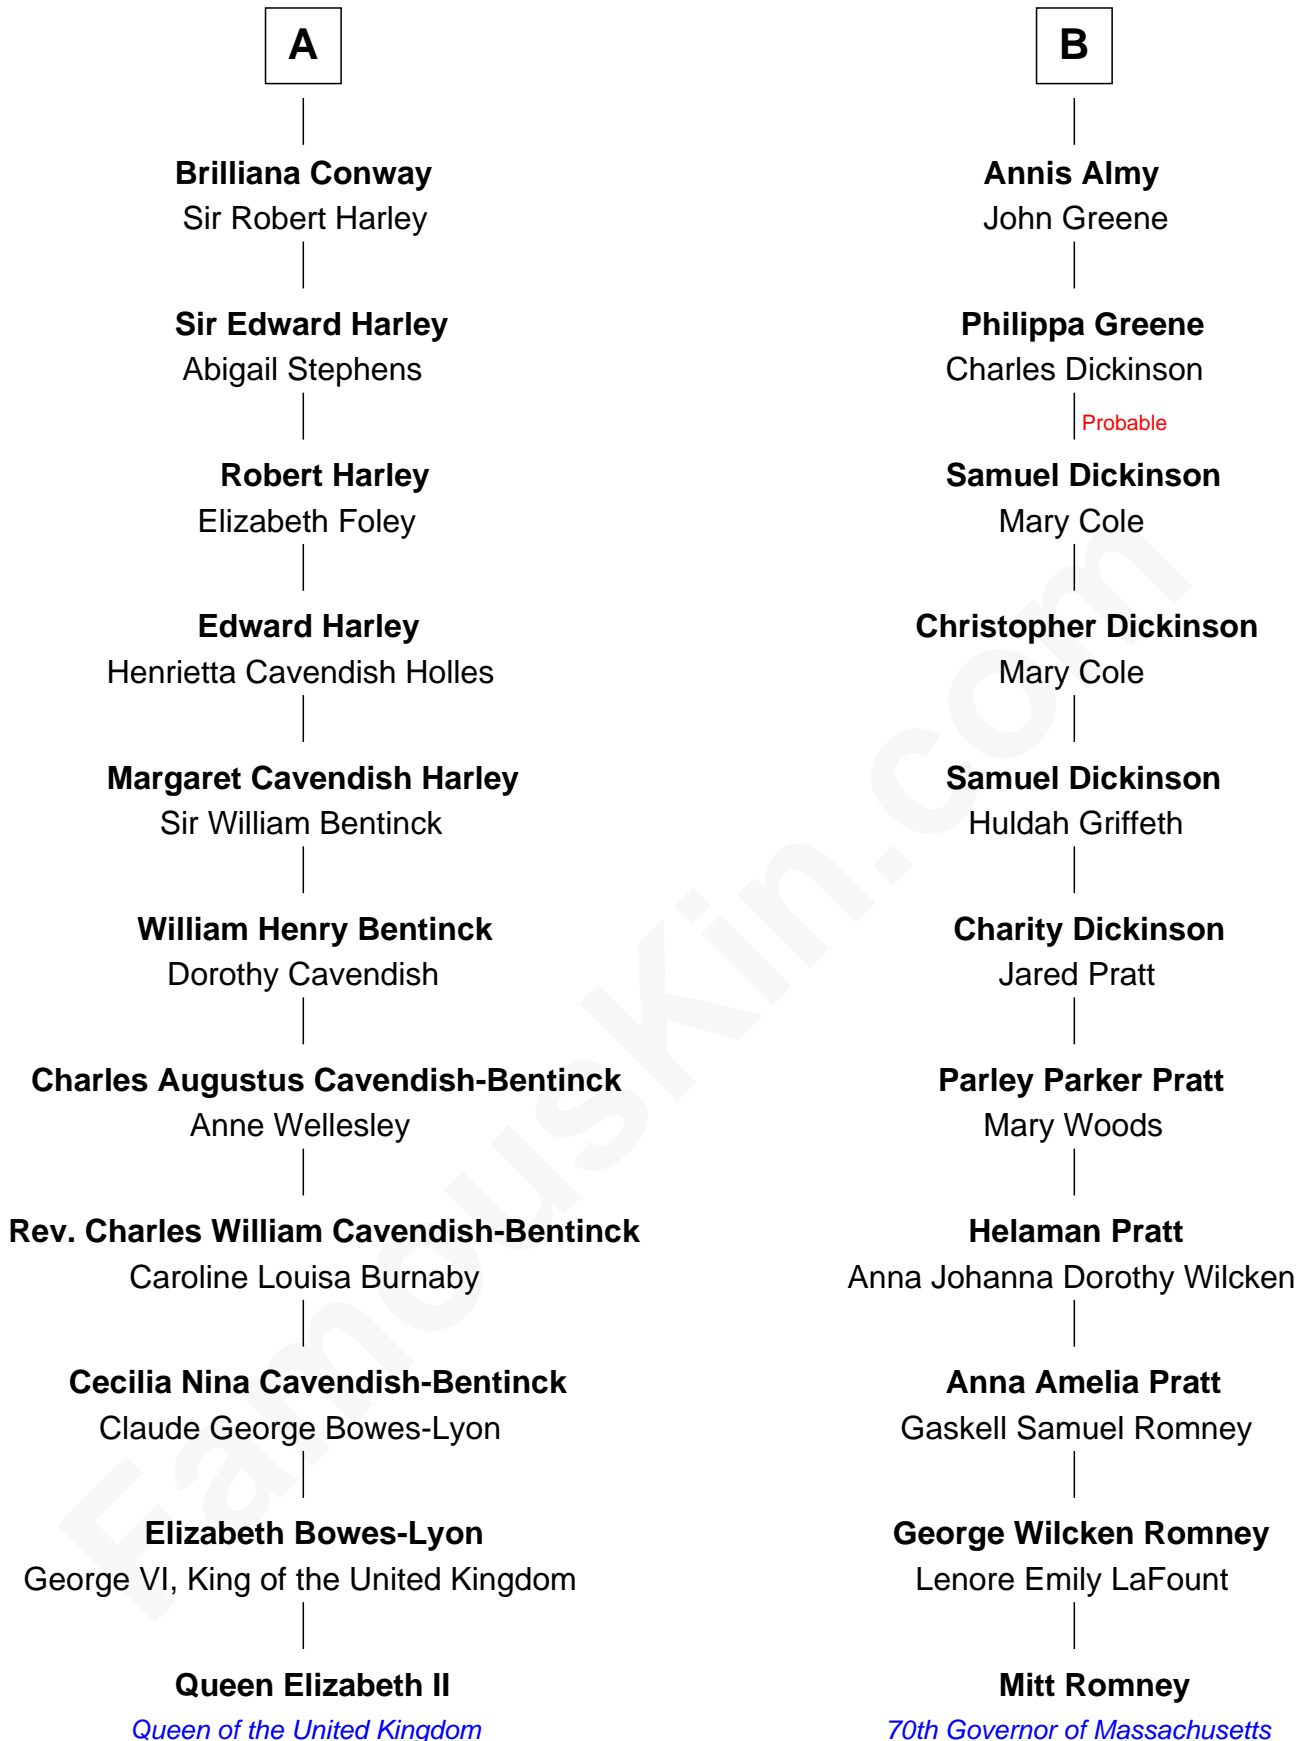 A
Brilliana Conway
Sir Robert Harley
Sir Edward Harley
Abigail Stephens
Robert Harley
Elizabeth Foley
Edward Harley
Henrietta Cavendish Holles
Margaret Cavendish Harley
Sir William Bentinck
William Henry Bentinck
Dorothy Cavendish
Charles Augustus Cavendish-Bentinck
Anne Wellesley
Rev. Charles William Cavendish-Bentinck
Caroline Louisa Burnaby
Cecilia Nina Cavendish-Bentinck
Claude George Bowes-Lyon
Elizabeth Bowes-Lyon
George VI, King of the United Kingdom
Queen Elizabeth II
Queen of the United Kingdom
B
Annis Almy
John Greene
Philippa Greene
Charles Dickinson
Probable
Samuel Dickinson
Mary Cole
Christopher Dickinson
Mary Cole
Samuel Dickinson
Huldah Griffeth
Charity Dickinson
Jared Pratt
Parley Parker Pratt
Mary Woods
Helaman Pratt
Anna Johanna Dorothy Wilcken
Anna Amelia Pratt
Gaskell Samuel Romney
George Wilcken Romney
Lenore Emily LaFount
Mitt Romney
70th Governor of Massachusetts
FamousKin.com